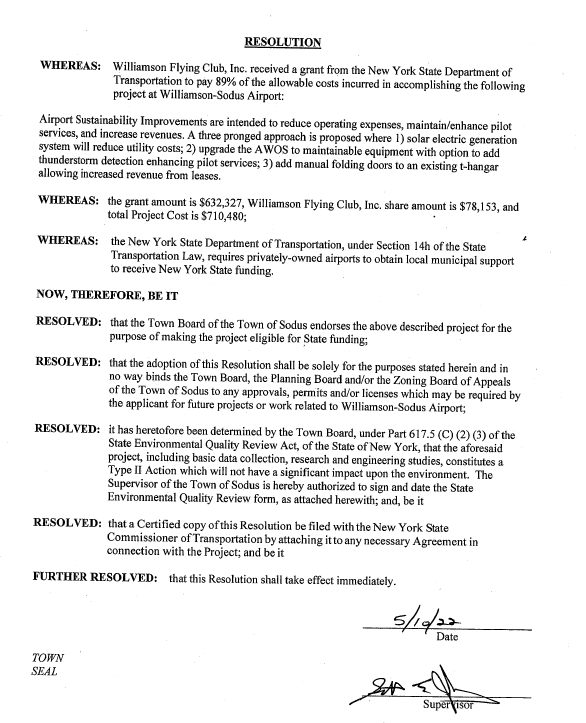 RESOLUTION
WHEREAS: Williamson Flying Club, Inc. received a grant from the New York State Department of
Transportation to pay 89% of the allowable costs incurred in accomplishing the following
project at Williamson-Sodus Airport:
Airport Sustainability Improvements are intended to reduce operating expenses, maintain/enhance pilot
services, and increase revenues. A three pronged approach is proposed where 1) solar electric generation
system will reduce utility costs; 2) upgrade the AWOS to maintainable equipment with option to add
thunderstorm detection enhancing pilot services; 3) add manual folding doors to an existing t-hangar
allowing increased revenue from leases.
WHEREAS: the grant amount is $632,327, Williamson Flying Club, Inc. share amount is $78,153, and
total Project Cost is $710,480;
WHEREAS: the New York State Department of Transportation, under Section 14h of the State
Transportation Law, requires privately-owned airports to obtain local municipal support
to receive New York State funding.
NOW, THEREFORE, BE IT
RESOLVED: that the Town Board of the Town of Sodus endorses the above described project for the
purpose of making the project eligible for State funding;
RESOLVED: that the adoption of this Resolution shall be solely for the purposes stated herein and in
no way binds the Town Board, the Planning Board and/or the Zoning Board of Appeals
of the Town of Sodus to any approvals, permits and/or licenses which may be required by
the applicant for future projects or work related to Williamson-Sodus Airport;
RESOLVED: it has heretofore been determined by the Town Board, under Part 617.5 (C) (2) (3) of the
State Environmental Quality Review Act, of the State of New York, that the aforesaid
project, including basic data collection, research and engineering studies, constitutes a
Type II Action which will not have a significant impact upon the environment. The
Supervisor of the Town of Sodus is hereby authorized to sign and date the State
Environmental Quality Review form, as attached herewith; and, be it
RESOLVED: that a Certified copy of this Resolution be filed with the New York State
Commissioner of Transportation by attaching it to any necessary Agreement in
connection with the Project; and be it
FURTHER RESOLVED: that this Resolution shall take effect immediately.
5/10/22
Date
TOWN
SEAL
Supervisor